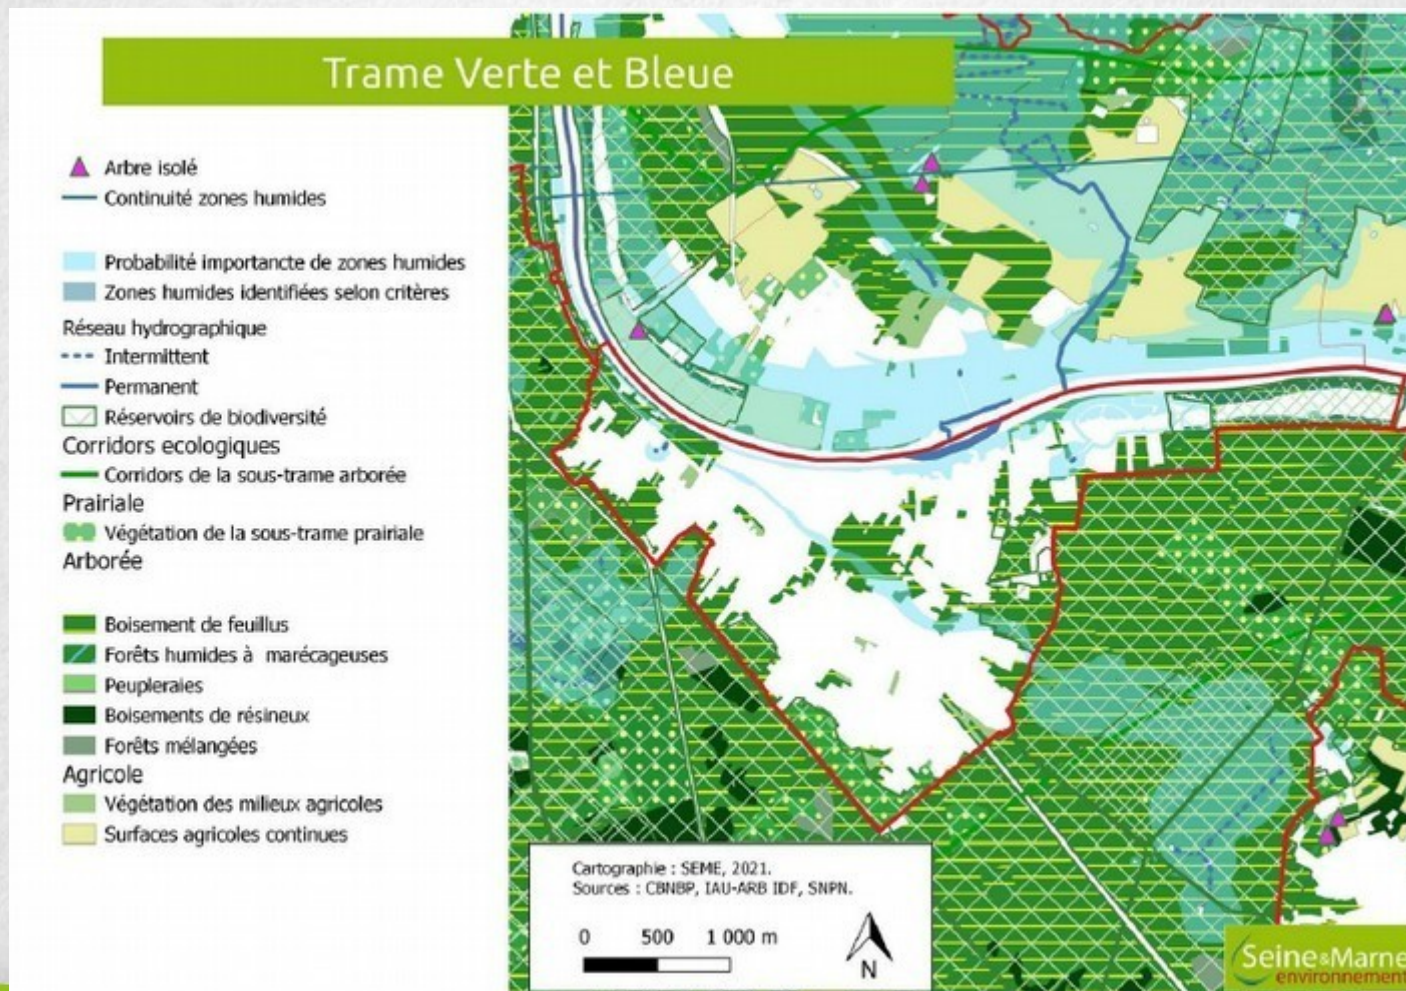 Trame Verte et Bleue
Arbre isolé
Continuité zones humides
Probabilité importancte de zones humides
Zones humides identifiées selon critères
Réseau hydrographique
Intermittent
Permanent
Réservoirs de biodiversité
Corridors ecologiques
Corridors de la sous-trame arborée
Prairiale
Végétation de la sous-trame prairiale
Arborée
Boisement de feuillus
Forêts humides à marécageuses
Peupleraies
Boisements de résineux
Forêts mélangées
Agricole
Végétation des milieux agricoles
Surfaces agricoles continues
Cartographie : SEME, 2021.
Sources : CBNBP, IAU-ARB IDF, SNPN.
0 500 1 000 m
N
Seine&Marne
environnement